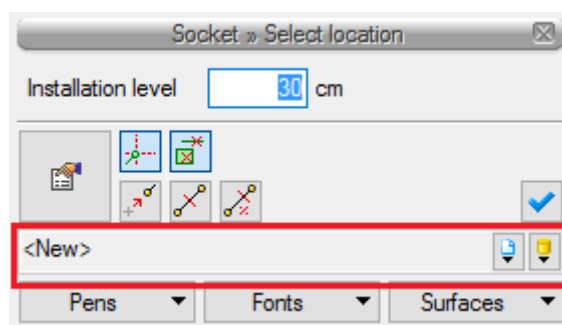 Socket » Select location
Installation level 30 cm
<New>
Pens Fonts Surfaces